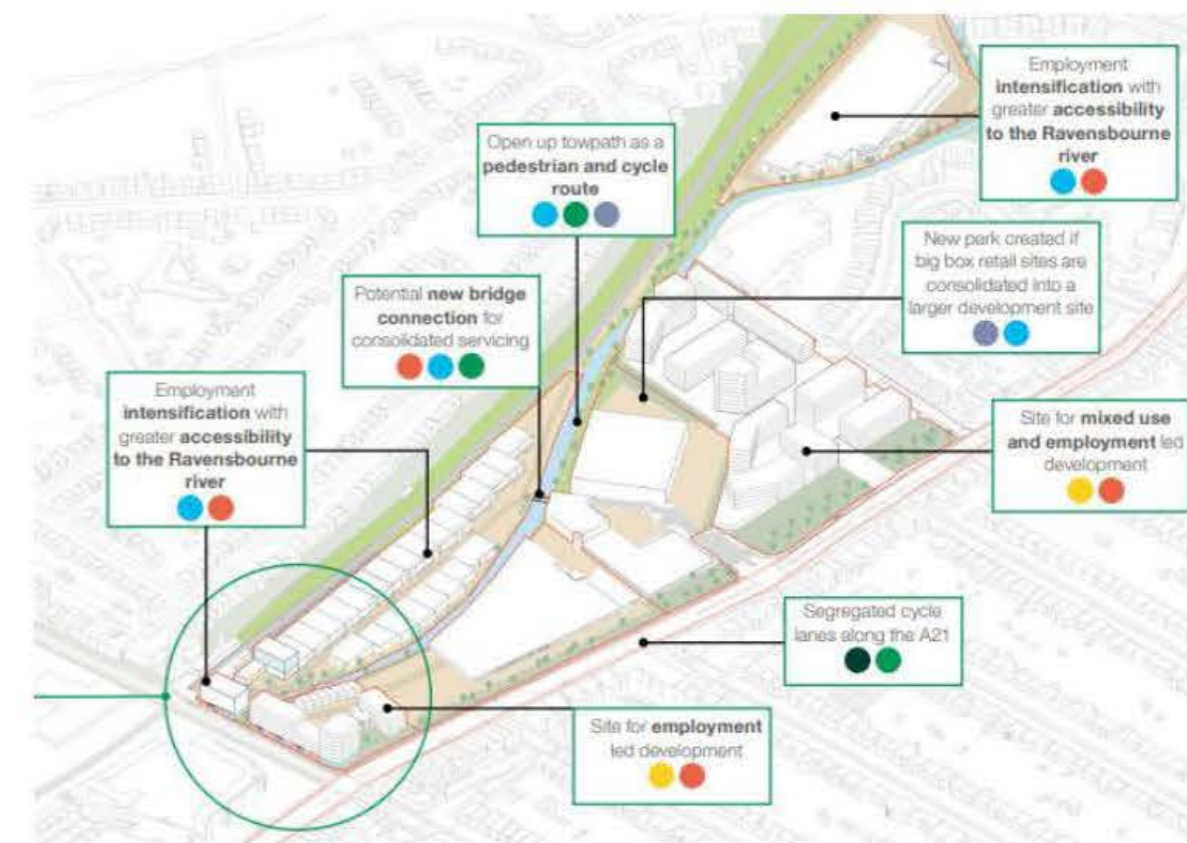 Employment
intensification with
greater accessibility
to the Ravensbourne
river
Open up towpath as a
pedestrian and cycle
route
New park created if
big box retail sites are
consolidated into a
larger development site
Potential new bridge
connection for
consolidated servicing
Employment
intensification with
greater accessibility
to the Ravensbourne
river
Site for mixed use
and employment led
development
Segregated cycle
lanes along the A21
Site for employment
led development